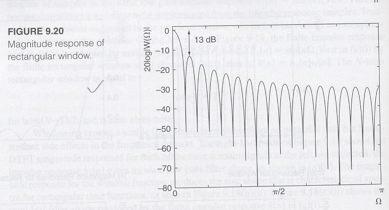 FIGURE 9.20
Magnitude response of
rectangular window.
20log|W(Ω)|
0
-10
-20
-30
-40
-50
-60
-70
-80
13 dB
0
π/2
π
Ω